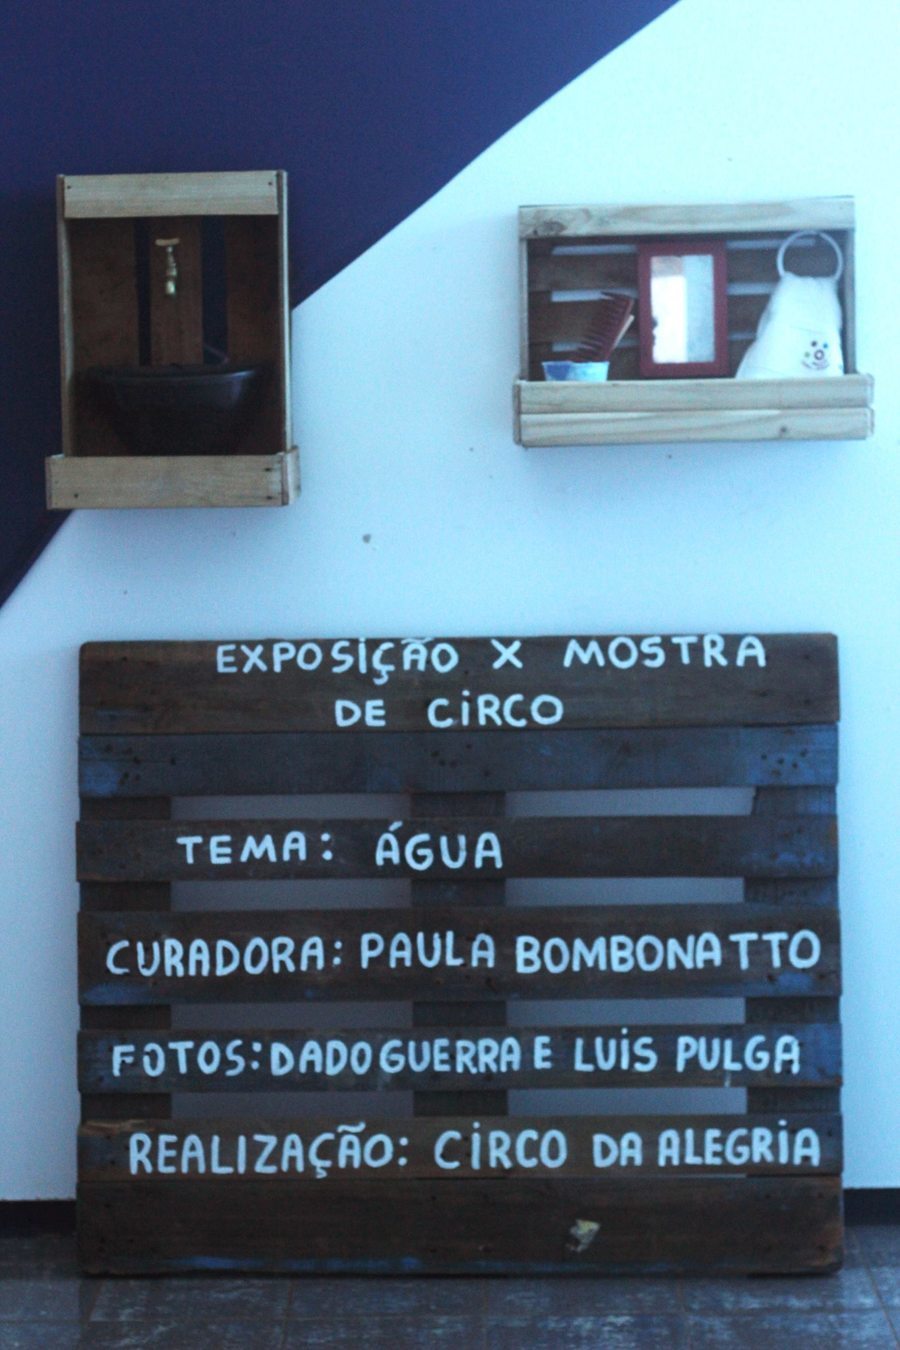 EXPOSIÇÃO X MOSTRA
DE CIRCO
TEMA: ÁGUA
CURADORA: PAULA BOMBONATTO
FOTOS: DADO GUERRA E LUIS PULGA
REALIZAÇÃO: CIRCO DA ALEGRIA